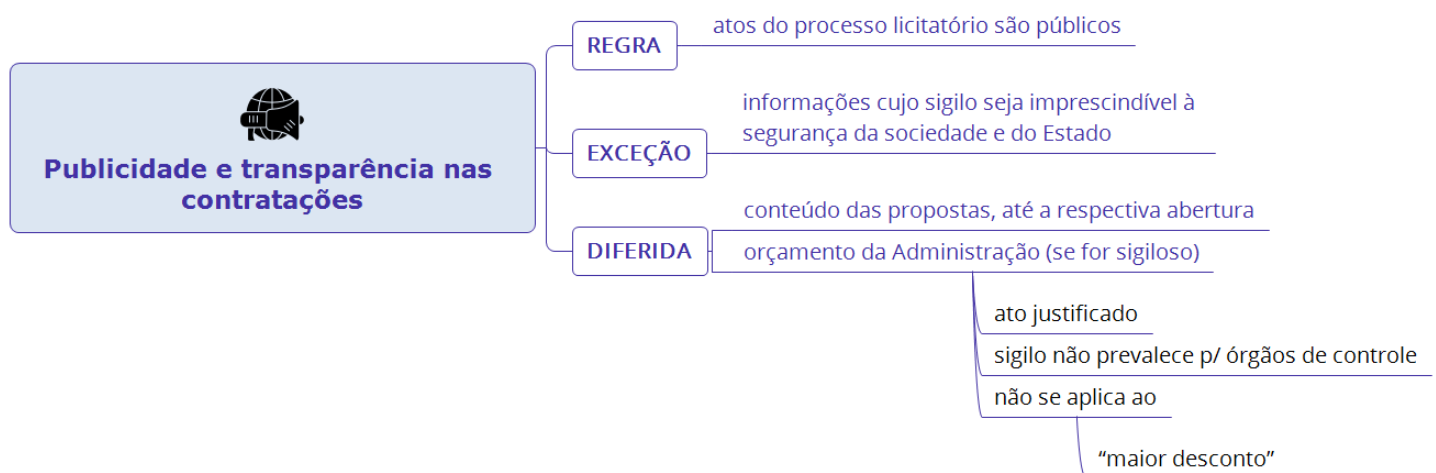 Publicidade e transparência nas
contratações
REGRA
atos do processo licitatório são públicos
EXCEÇÃO
informações cujo sigilo seja imprescindível à
segurança da sociedade e do Estado
DIFERIDA
conteúdo das propostas, até a respectiva abertura
orçamento da Administração (se for sigiloso)
ato justificado
sigilo não prevalece p/ órgãos de controle
não se aplica ao
“maior desconto”